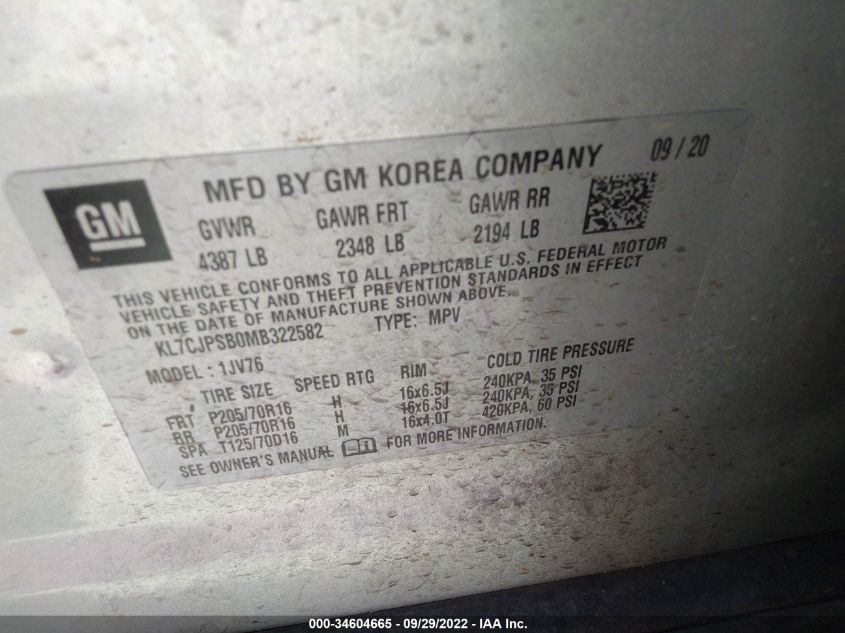 MFD BY GM KOREA COMPANY 09/20
GM
GVWR GAWR FRT GAWR RR
4387 LB 2348 LB 2194 LB
THIS VEHICLE CONFORMS TO ALL APPLICABLE U.S. FEDERAL MOTOR
VEHICLE SAFETY AND THEFT PREVENTION STANDARDS IN EFFECT
ON THE DATE OF MANUFACTURE SHOWN ABOVE.
KL7CJPSB0MB322582 TYPE: MPV
MODEL: 1JV76
TIRE SIZE SPEED RTG RIM COLD TIRE PRESSURE
FRT P205/70R16 H 16x6.5J 240KPA, 35 PSI
RR P205/70R16 H 16x6.5J 240KPA, 35 PSI
SPA T125/70D16 M 16x4.0T 420KPA, 60 PSI
SEE OWNER'S MANUAL FOR MORE INFORMATION.
000-34604665 - 09/29/2022 - IAA Inc.